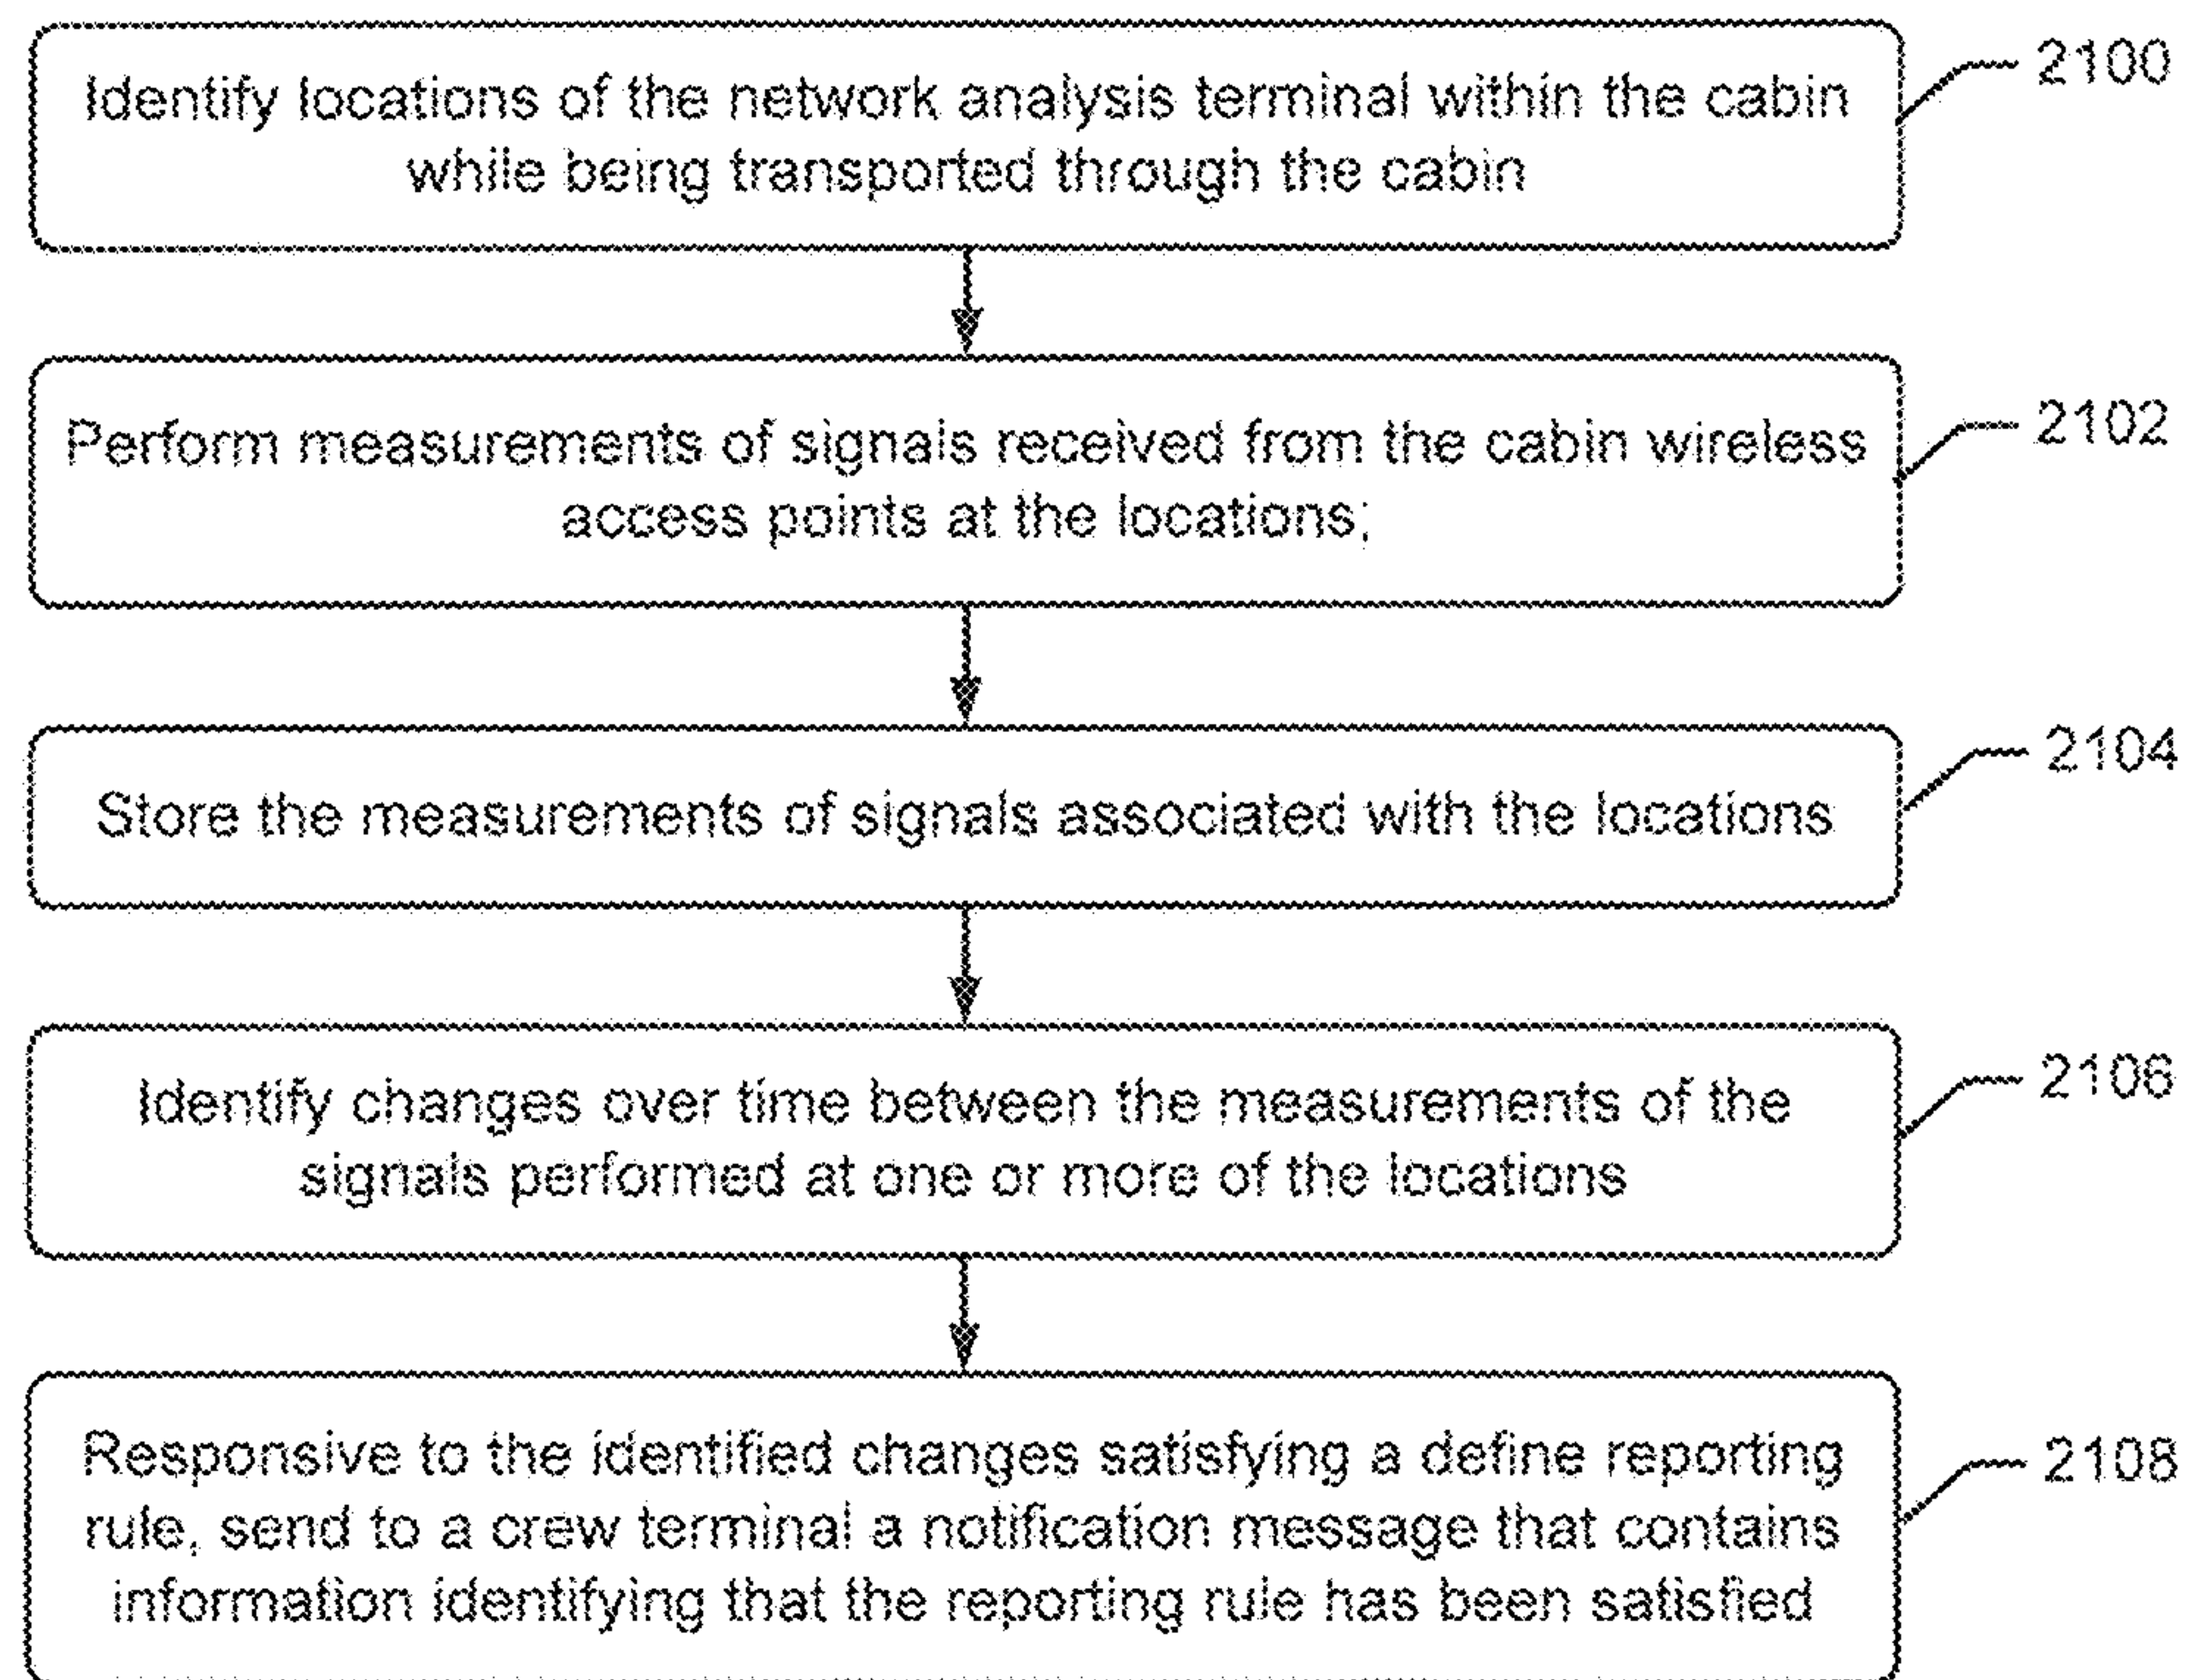 Identify locations of the network analysis terminal within the cabin
while being transported through the cabin
2100
Perform measurements of signals received from the cabin wireless
access points at the locations;
2102
Store the measurements of signals associated with the locations
2104
Identify changes over time between the measurements of the
signals performed at one or more of the locations
2106
Responsive to the identified changes satisfying a define reporting
rule, send to a crew terminal a notification message that contains
information identifying that the reporting rule has been satisfied
2108